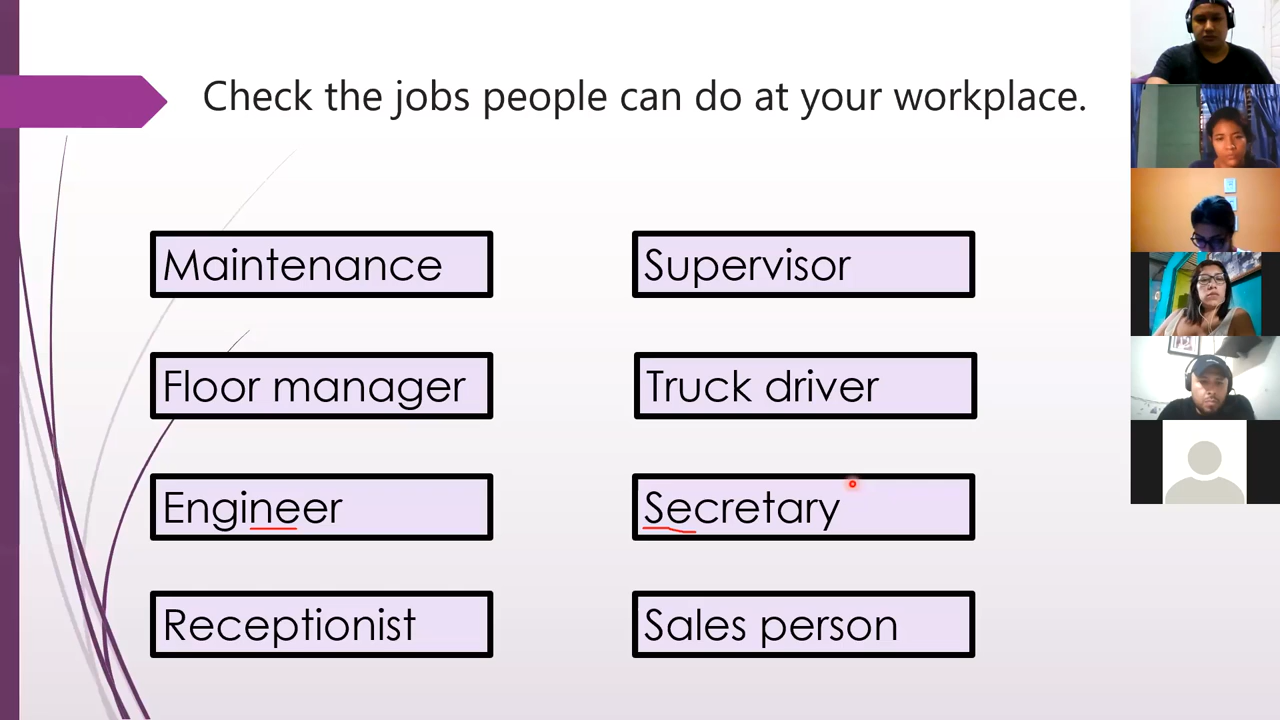 Check the jobs people can do at your workplace.
Maintenance
Supervisor
Floor manager
Truck driver
Engineer
Secretary
Receptionist
Sales person